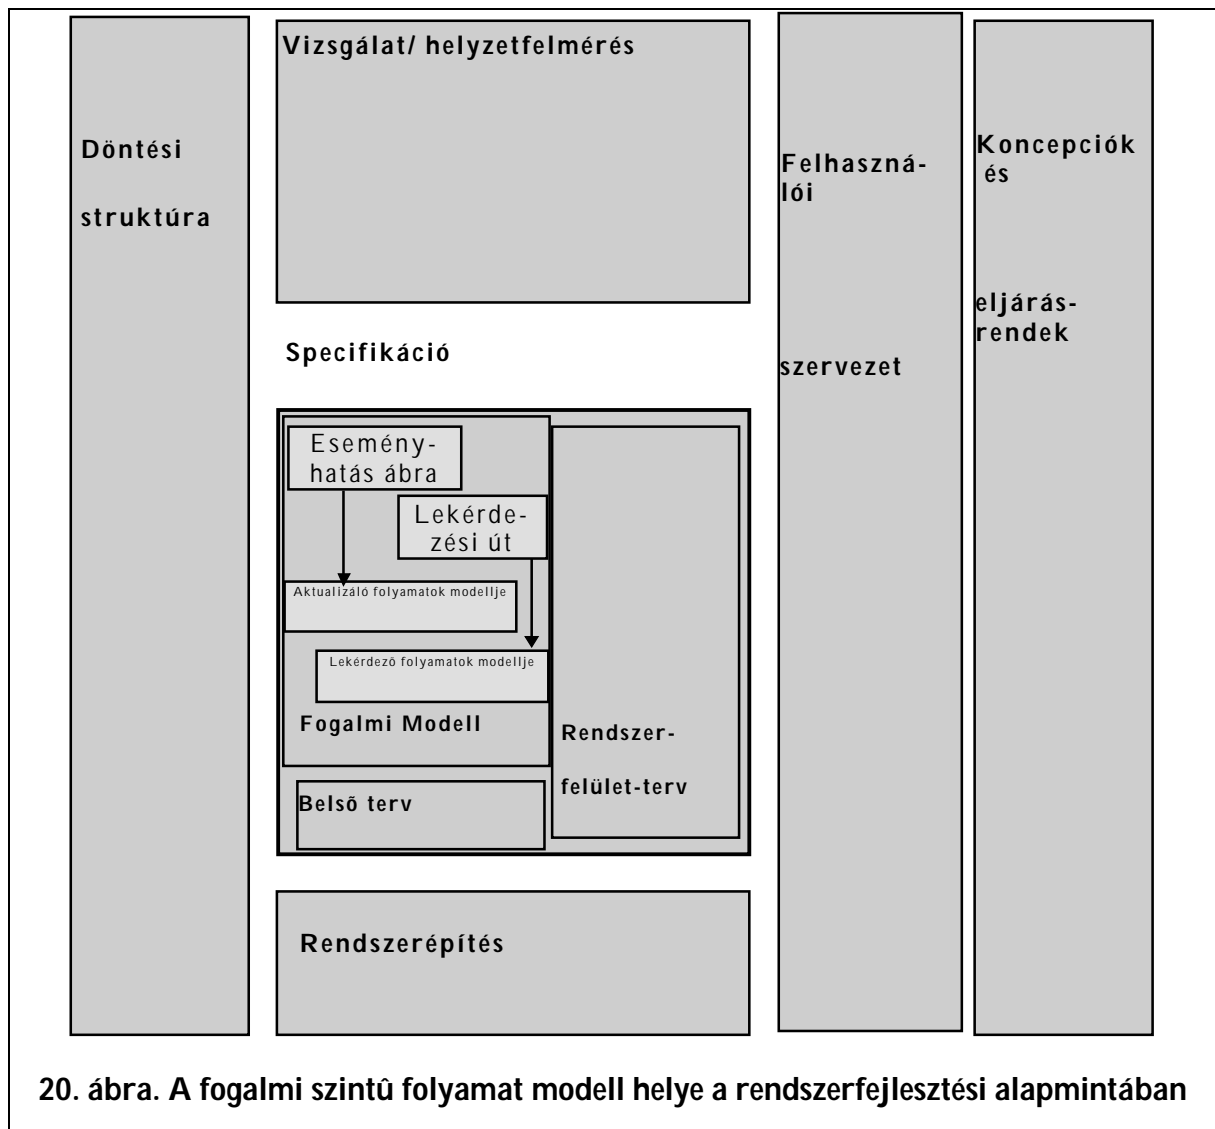 Döntési
struktúra
Vizsgálat/ helyzetfelmérés
Specifikáció
Esemény-
hatás ábra
Lekérde-
zési út
Aktualizáló folyamatok modellje
Lekérdezõ folyamatok modellje
Fogalmi Modell
Belsõ terv
Rendszer-
felület-terv
Rendszerépítés
Felhaszná-
lói
szervezet
Koncepciók
és
eljárás-
rendek
20. ábra. A fogalmi szintû folyamat modell helye a rendszerfejlesztési alapmintában